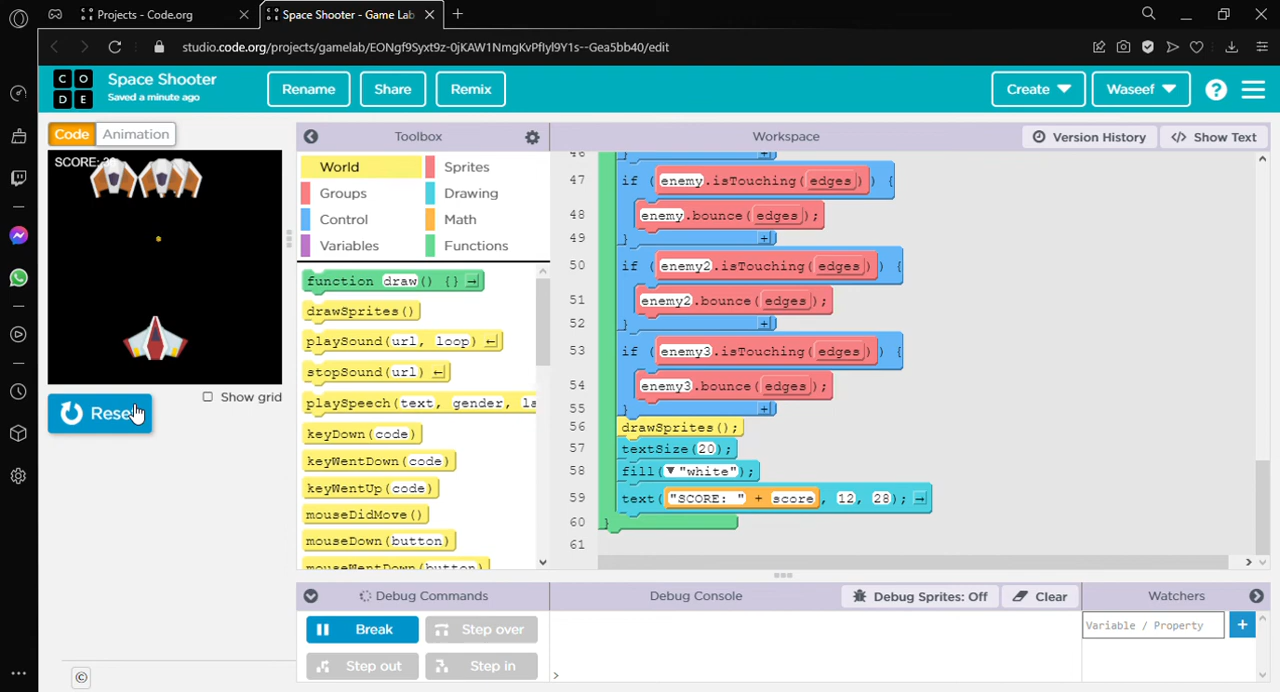 Projects - Code.org
Space Shooter - Game Lab
studio.code.org/projects/gamelab/EONgf9Syxt9z-0jKAW1NmgKvPflyl9Y1s--Gea5bb40/edit
CO
DE
Space Shooter
Saved a minute ago
Rename
Share
Remix
Create
Waseef
?
Code
Animation
Toolbox
Workspace
Version History
</> Show Text
SCORE:
Show grid
Reset
World
Sprites
Groups
Drawing
Control
Math
Variables
Functions
function draw() {}
drawSprites()
playSound(url, loop)
stopSound(url)
playSpeech(text, gender, la
keyDown(code)
keyWentDown(code)
keyWentUp(code)
mouseDidMove()
mouseDown(button)
mouseWentDown(button)
46 }
47 if (enemy.isTouching(edges)) {
48 enemy.bounce(edges);
49 }
50 if (enemy2.isTouching(edges)) {
51 enemy2.bounce(edges);
52 }
53 if (enemy3.isTouching(edges)) {
54 enemy3.bounce(edges);
55 }
56 drawSprites();
57 textSize(20);
58 fill("white");
59 text("SCORE: " + score, 12, 28);
60 }
61
Debug Commands
Debug Console
Debug Sprites: Off
Clear
Watchers
Break
Step over
Step out
Step in
Variable / Property
+
>
©